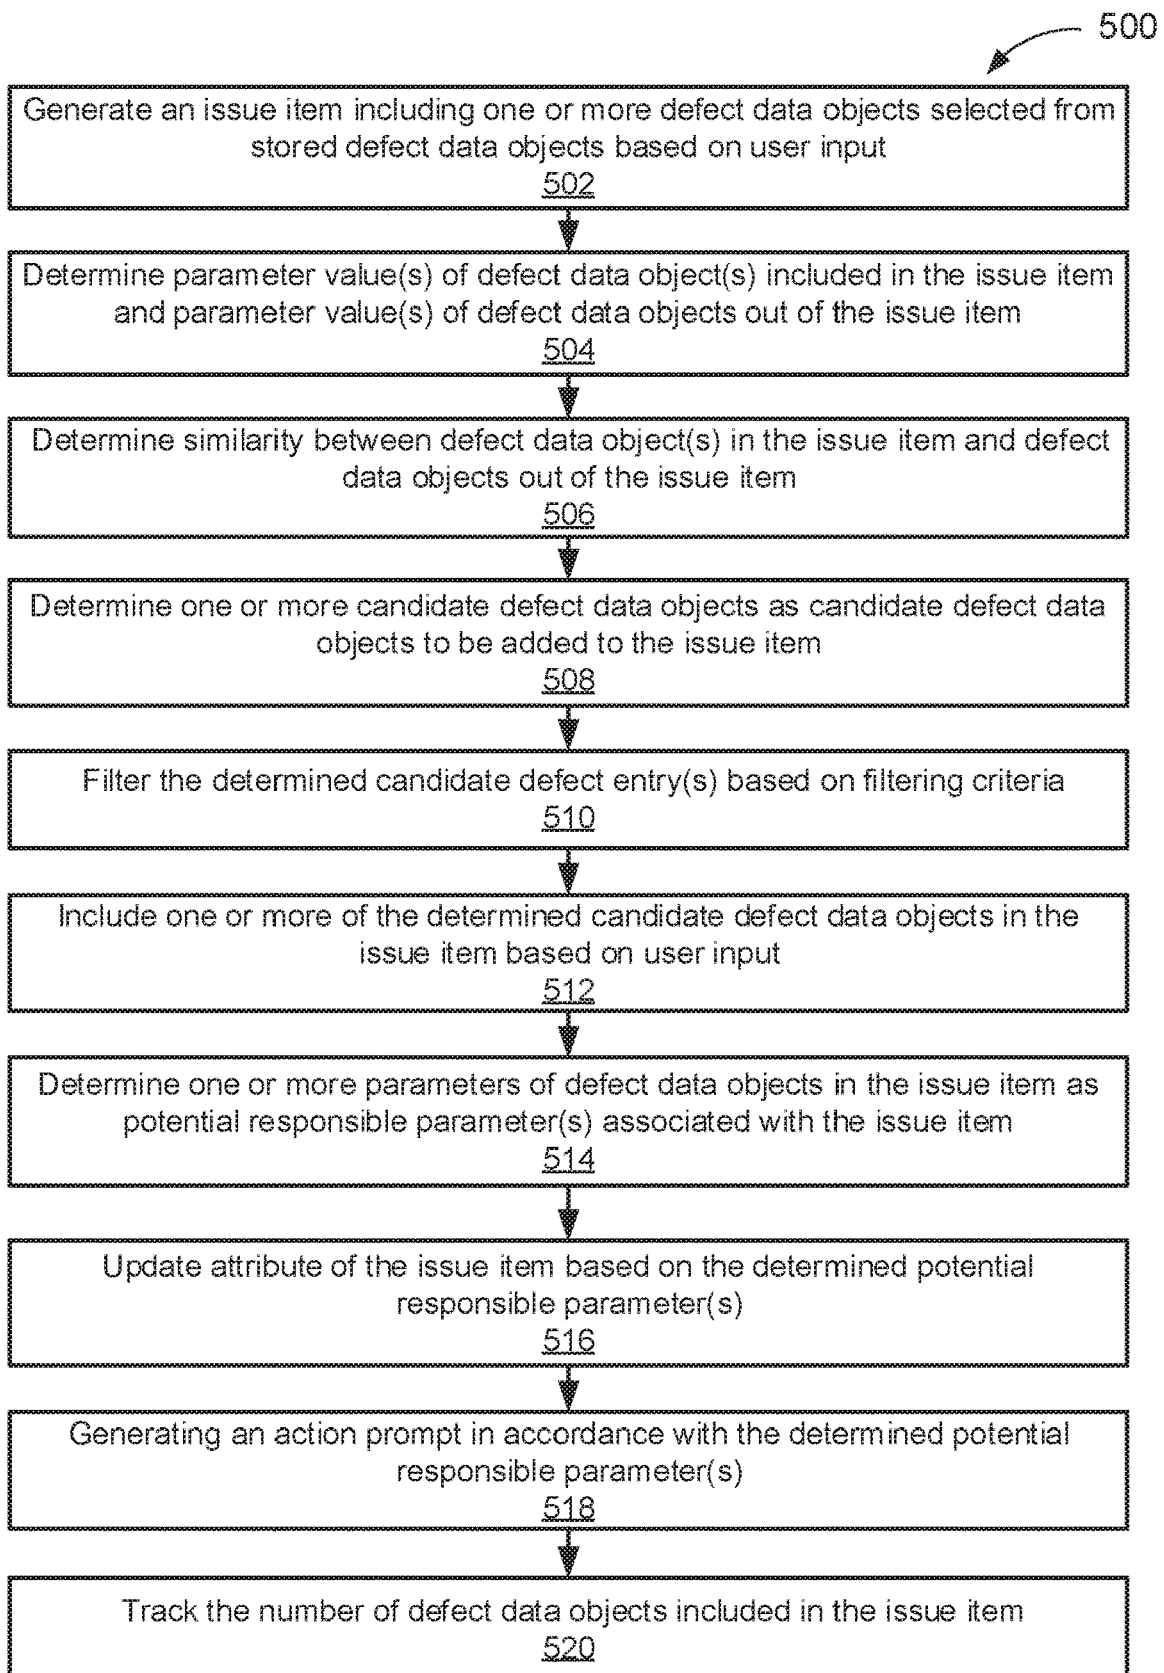 500
Generate an issue item including one or more defect data objects selected from
stored defect data objects based on user input
502
Determine parameter value(s) of defect data object(s) included in the issue item
and parameter value(s) of defect data objects out of the issue item
504
Determine similarity between defect data object(s) in the issue item and defect
data objects out of the issue item
506
Determine one or more candidate defect data objects as candidate defect data
objects to be added to the issue item
508
Filter the determined candidate defect entry(s) based on filtering criteria
510
Include one or more of the determined candidate defect data objects in the
issue item based on user input
512
Determine one or more parameters of defect data objects in the issue item as
potential responsible parameter(s) associated with the issue item
514
Update attribute of the issue item based on the determined potential
responsible parameter(s)
516
Generating an action prompt in accordance with the determined potential
responsible parameter(s)
518
Track the number of defect data objects included in the issue item
520